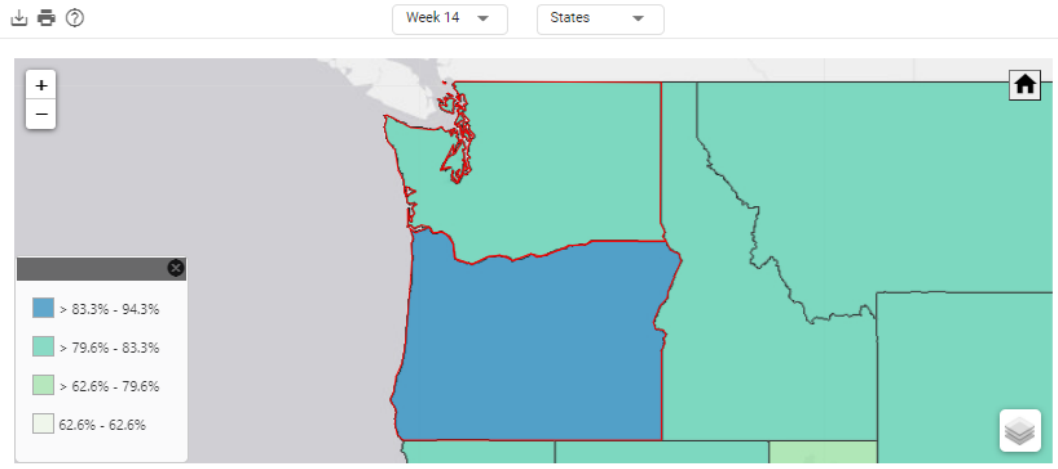 Week 14
States
+
−
> 83.3% - 94.3%
> 79.6% - 83.3%
> 62.6% - 79.6%
62.6% - 62.6%